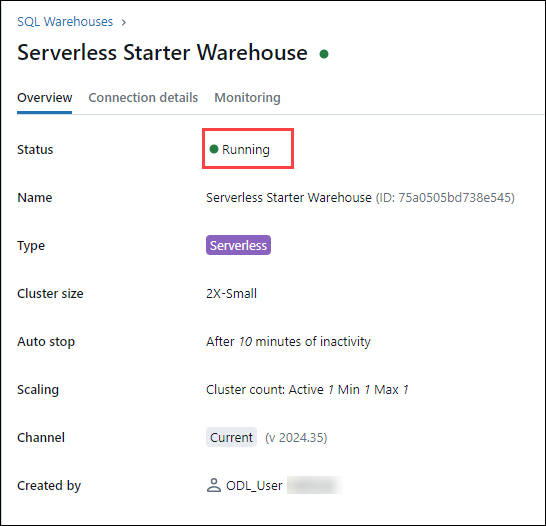 SQL Warehouses ›
Serverless Starter Warehouse
Overview Connection details Monitoring
Status Running
Name Serverless Starter Warehouse (ID: 75a0505bd738e545)
Type Serverless
Cluster size 2X-Small
Auto stop After 10 minutes of inactivity
Scaling Cluster count: Active 1 Min 1 Max 1
Channel Current (v 2024.35)
Created by ODL_User